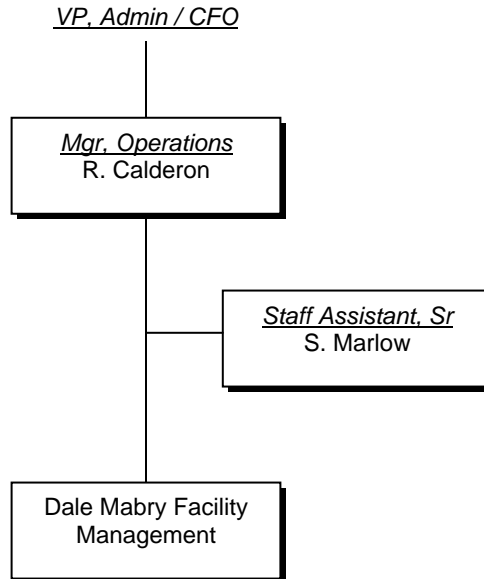 VP, Admin / CFO
Mgr, Operations
R. Calderon
Staff Assistant, Sr
S. Marlow
Dale Mabry Facility
Management